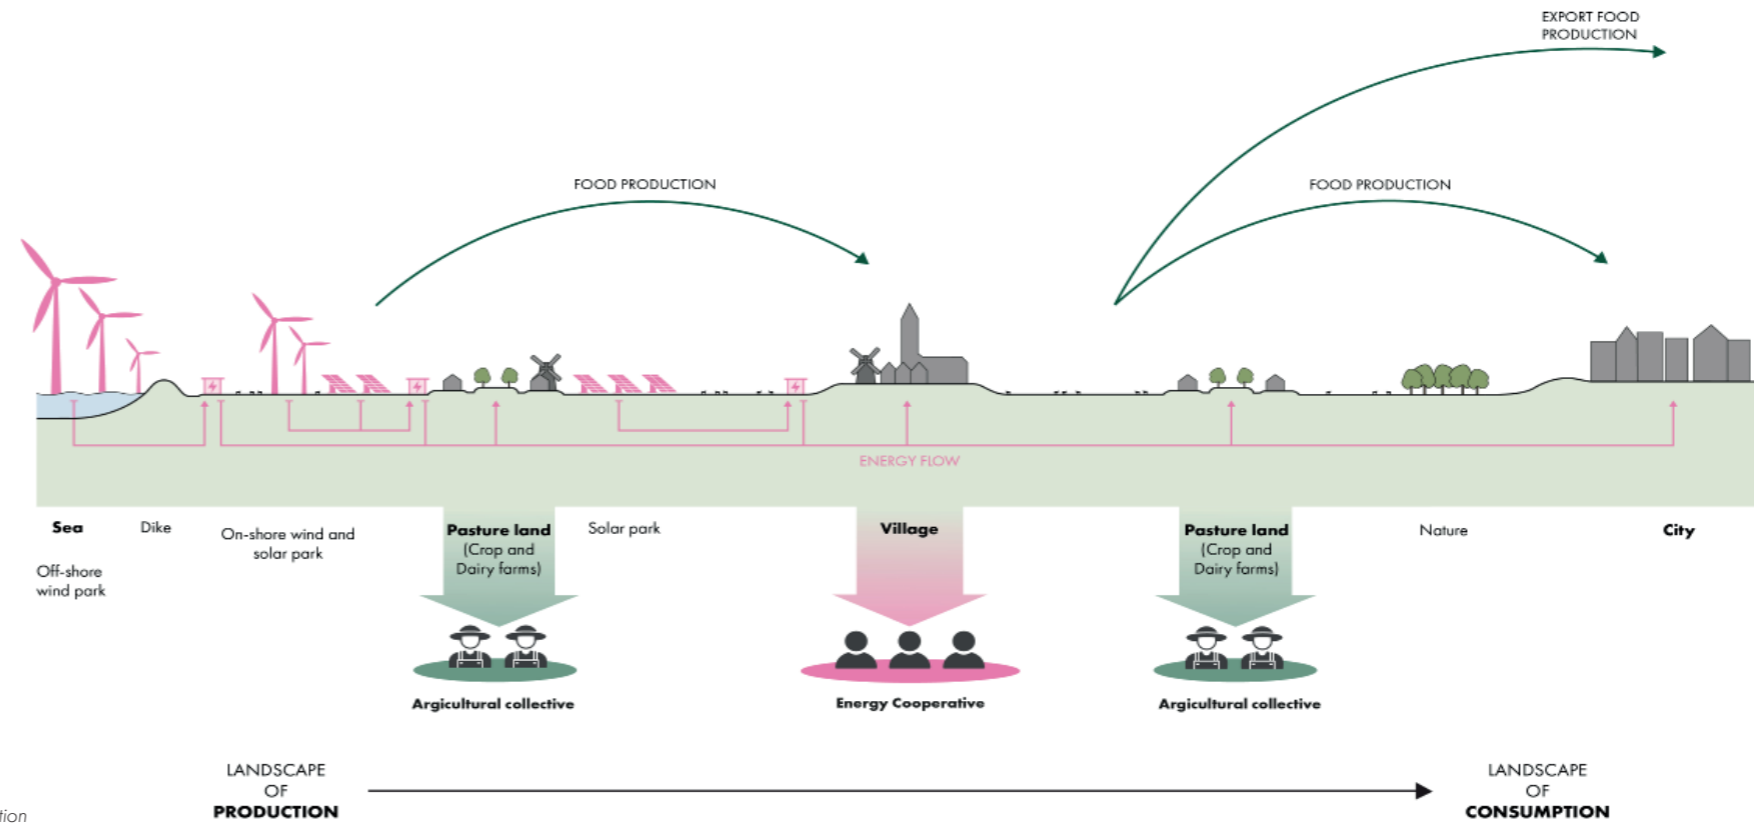 EXPORT FOOD
PRODUCTION
FOOD PRODUCTION
FOOD PRODUCTION
ENERGY FLOW
Sea
Dike
On-shore wind and
solar park
Pasture land
(Crop and
Dairy farms)
Solar park
Village
Pasture land
(Crop and
Dairy farms)
Nature
City
Off-shore
wind park
Argicultural collective
Energy Cooperative
Argicultural collective
LANDSCAPE
OF
PRODUCTION
LANDSCAPE
OF
CONSUMPTION